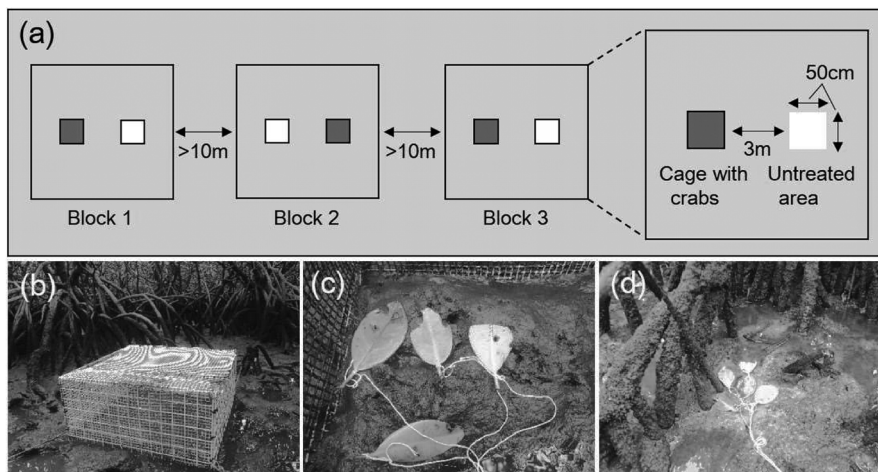 (a)
50cm
>10m
>10m
3m
Cage with
crabs
Untreated
area
Block 1
Block 2
Block 3
(b)
(c)
(d)